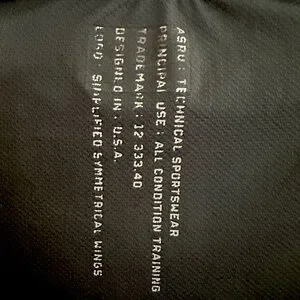 ASRV : TECHNICAL SPORTSWEAR
PRINCIPAL USE : ALL CONDITION TRAINING
TRADEMARK : 12 333.40
DESIGNED IN : U.S.A.
LOGO : SIMPLIFIED SYMMETRICAL WINGS